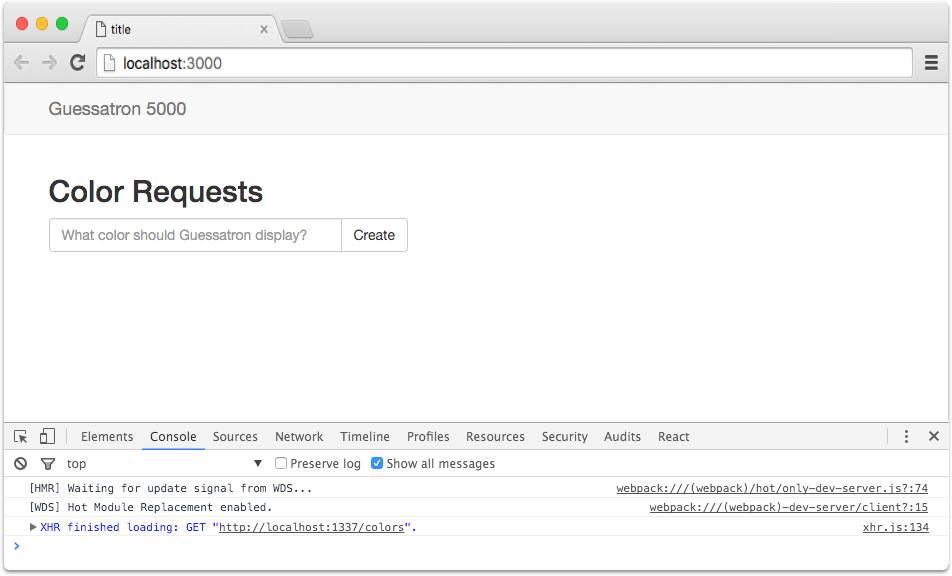 title
localhost:3000
Guessatron 5000
Color Requests
What color should Guessatron display? Create
Elements Console Sources Network Timeline Profiles Resources Security Audits React
top Preserve log Show all messages
[HMR] Waiting for update signal from WDS... webpack:///(webpack)/hot/only-dev-server.js?:74
[WDS] Hot Module Replacement enabled. webpack:///(webpack)-dev-server/client?:15
XHR finished loading: GET "http://localhost:1337/colors". xhr.js:134